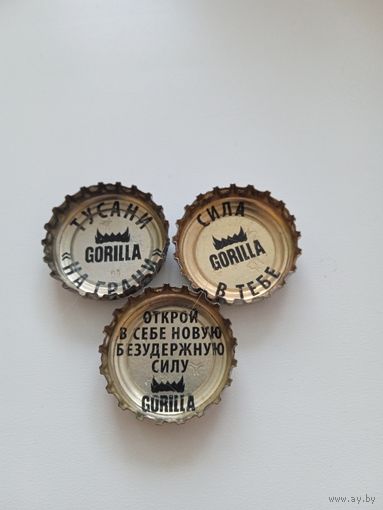 ТУСАНИ
GORILLA
«НА ГРАНИ»
СИЛА
GORILLA
В ТЕБЕ
ОТКРОЙ
В СЕБЕ НОВУЮ
БЕЗУДЕРЖНУЮ
СИЛУ
GORILLA
www.ay.by